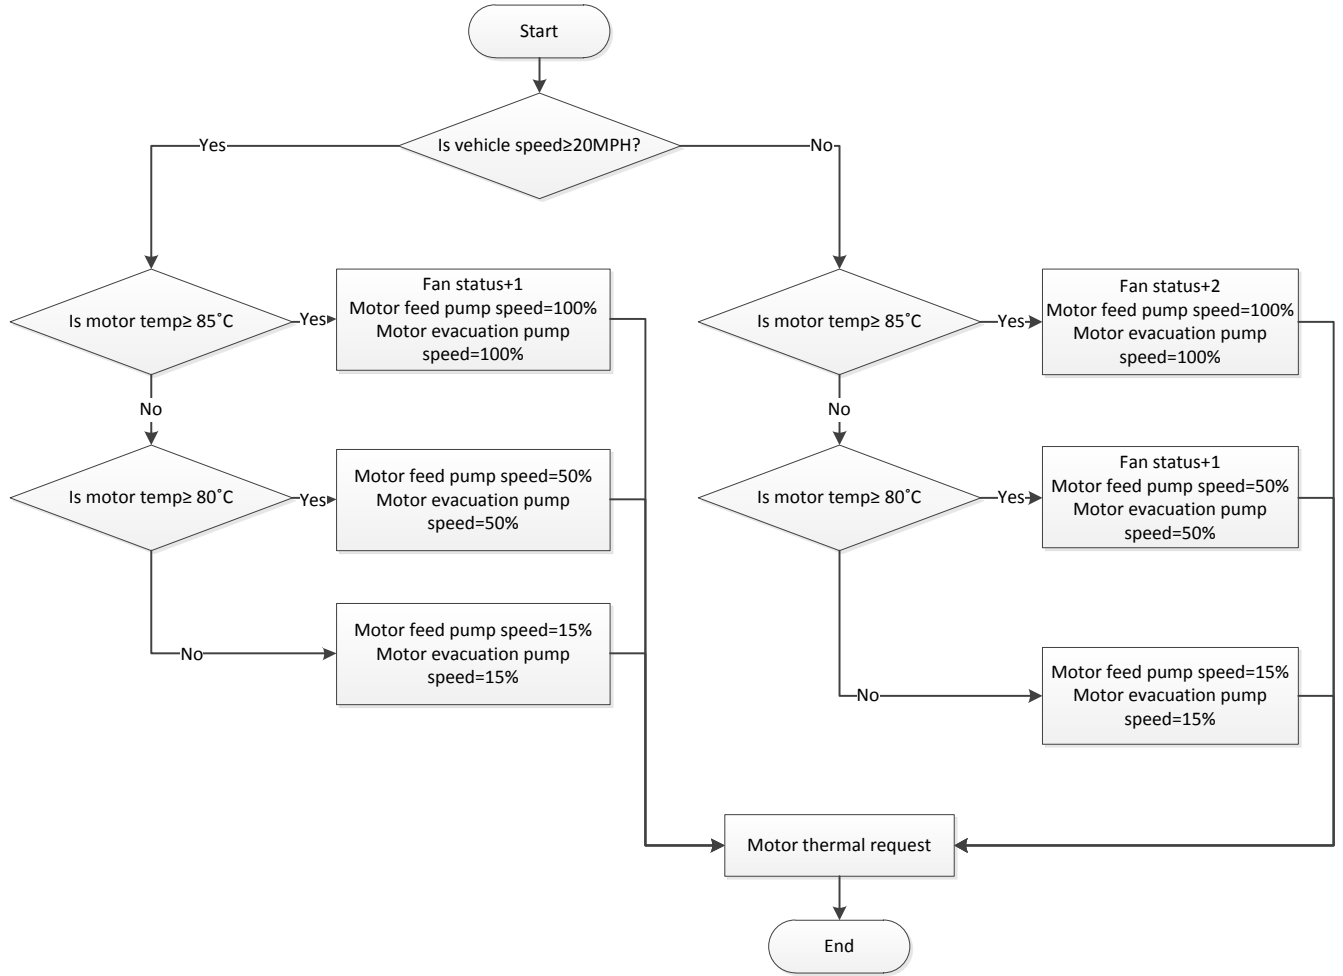 Start
Is vehicle speed≥20MPH?
Yes
No
Is motor temp≥ 85˚C
Yes
Fan status+1
Motor feed pump speed=100%
Motor evacuation pump
speed=100%
Is motor temp≥ 85˚C
Yes
Fan status+2
Motor feed pump speed=100%
Motor evacuation pump
speed=100%
No
No
Is motor temp≥ 80˚C
Yes
Motor feed pump speed=50%
Motor evacuation pump
speed=50%
Is motor temp≥ 80˚C
Yes
Fan status+1
Motor feed pump speed=50%
Motor evacuation pump
speed=50%
No
Motor feed pump speed=15%
Motor evacuation pump
speed=15%
No
Motor feed pump speed=15%
Motor evacuation pump
speed=15%
Motor thermal request
End